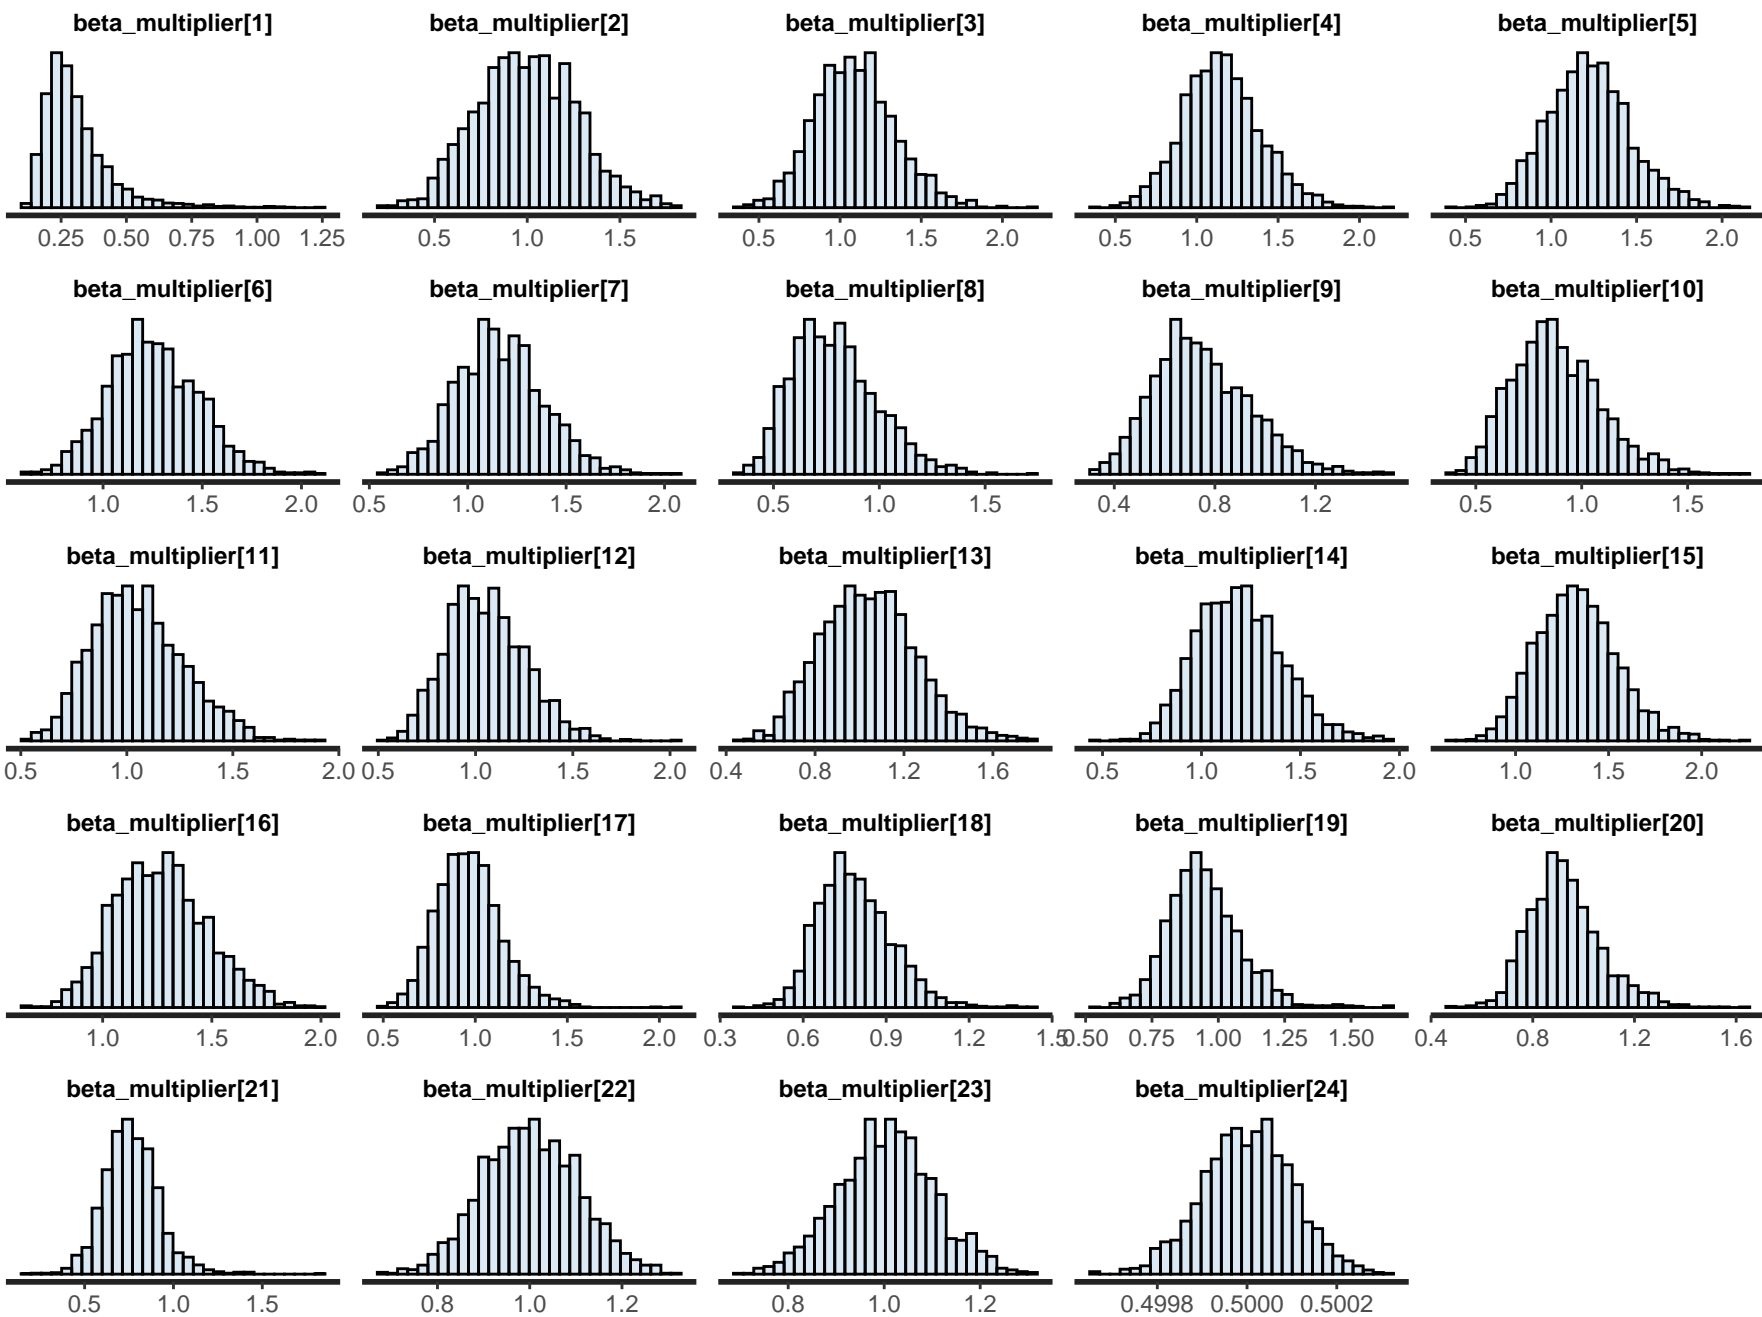 beta_multiplier[1] beta_multiplier[2] beta_multiplier[3] beta_multiplier[4] beta_multiplier[5]
0.25 0.50 0.75 1.00 1.25 0.5 1.0 1.5 0.5 1.0 1.5 2.0 0.5 1.0 1.5 2.0 0.5 1.0 1.5 2.0
beta_multiplier[6] beta_multiplier[7] beta_multiplier[8] beta_multiplier[9] beta_multiplier[10]
1.0 1.5 2.0 0.5 1.0 1.5 2.0 0.5 1.0 1.5 0.4 0.8 1.2 0.5 1.0 1.5
beta_multiplier[11] beta_multiplier[12] beta_multiplier[13] beta_multiplier[14] beta_multiplier[15]
0.5 1.0 1.5 2.0 0.5 1.0 1.5 2.0 0.4 0.8 1.2 1.6 0.5 1.0 1.5 2.0 1.0 1.5 2.0
beta_multiplier[16] beta_multiplier[17] beta_multiplier[18] beta_multiplier[19] beta_multiplier[20]
1.0 1.5 2.0 0.5 1.0 1.5 2.0 0.3 0.6 0.9 1.2 1.5 0.50 0.75 1.00 1.25 1.50 0.4 0.8 1.2 1.6
beta_multiplier[21] beta_multiplier[22] beta_multiplier[23] beta_multiplier[24]
0.5 1.0 1.5 0.8 1.0 1.2 0.8 1.0 1.2 0.4998 0.5000 0.5002